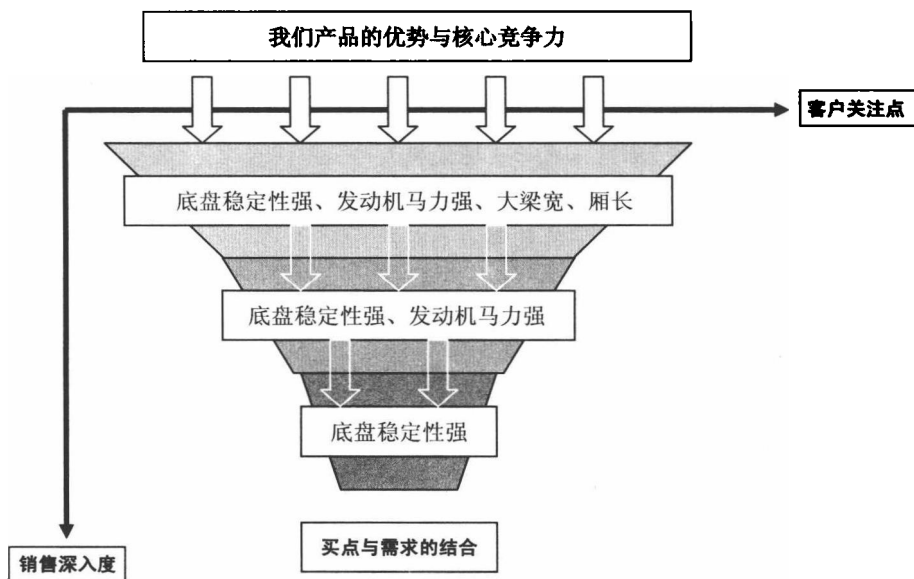 我们产品的优势与核心竞争力
客户关注点
底盘稳定性强、发动机马力强、大梁宽、厢长
底盘稳定性强、发动机马力强
底盘稳定性强
买点与需求的结合
销售深入度